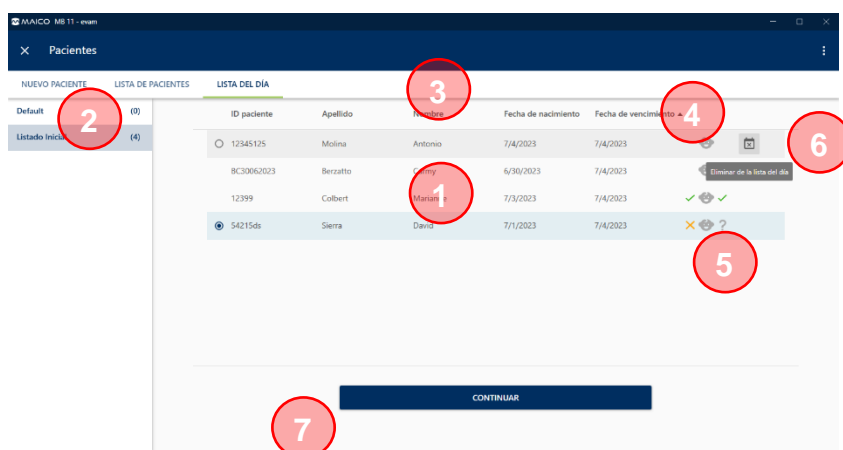 MAICO MB 11 - evam
Pacientes
NUEVO PACIENTE LISTA DE PACIENTES LISTA DEL DÍA
Default (0)
Listado Inicial (4)
ID paciente Apellido Nombre Fecha de nacimiento Fecha de vencimiento
12345125 Molina Antonio 7/4/2023 7/4/2023
BC30062023 Berzatto 6/30/2023 7/4/2023
Eliminar de la lista del día
12399 Colbert Marianne 7/3/2023 7/4/2023
54215ds Sierra David 7/1/2023 7/4/2023 ?
CONTINUAR
1
2
3
4
5
6
7